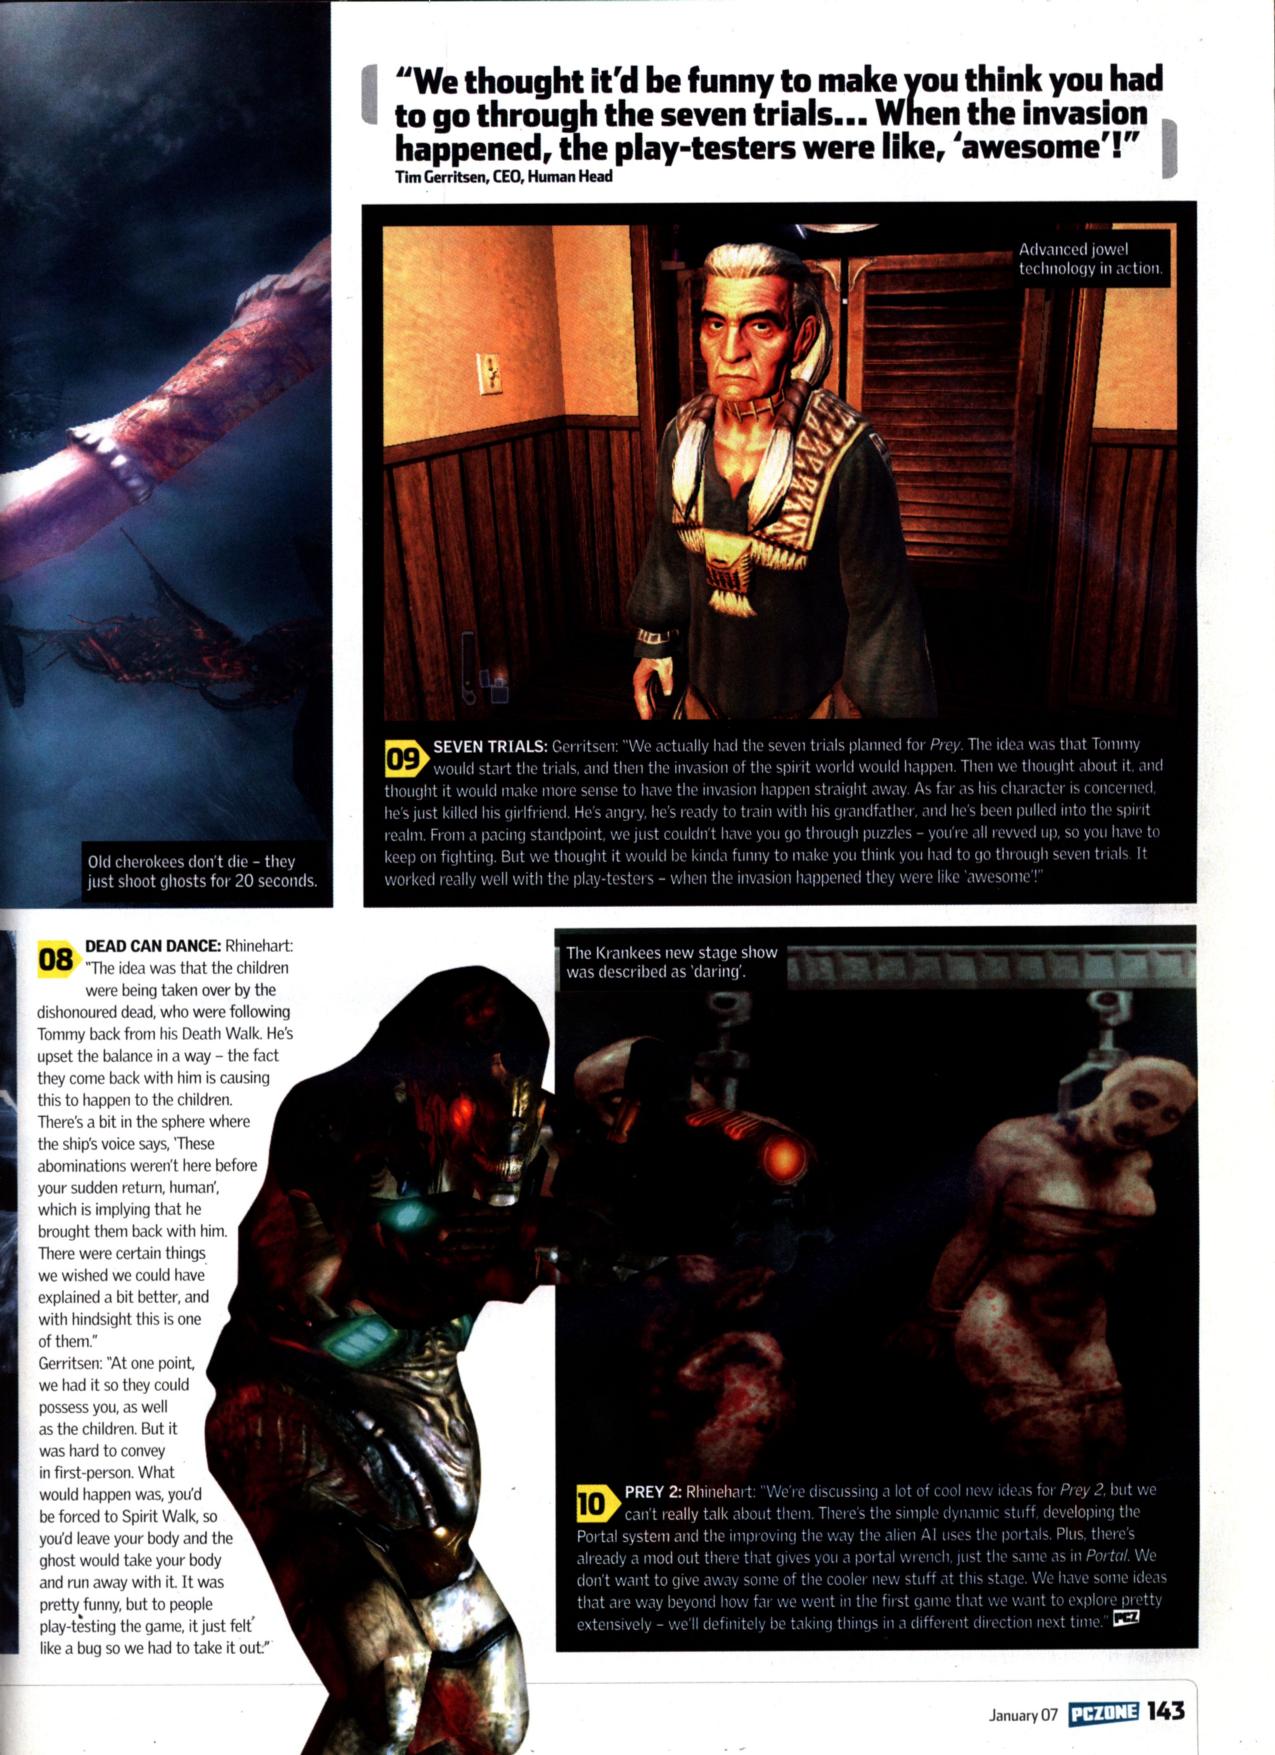 “We thought it’d be funny to make you think you had
to go through the seven trials... When the invasion
happened, the play-testers were like, ‘awesome’!”
Tim Gerritsen, CEO, Human Head
Advanced jowel
technology in action.
Old cherokees don’t die – they
just shoot ghosts for 20 seconds.
09 SEVEN TRIALS: Gerritsen: “We actually had the seven trials planned for Prey. The idea was that Tommy
would start the trials, and then the invasion of the spirit world would happen. Then we thought about it, and
thought it would make more sense to have the invasion happen straight away. As far as his character is concerned,
he’s just killed his girlfriend. He’s angry, he’s ready to train with his grandfather, and he’s been pulled into the spirit
realm. From a pacing standpoint, we just couldn’t have you go through puzzles – you’re all revved up, so you have to
keep on fighting. But we thought it would be kinda funny to make you think you had to go through seven trials. It
worked really well with the play-testers – when the invasion happened they were like ‘awesome’!”
08 DEAD CAN DANCE: Rhinehart:
“The idea was that the children
were being taken over by the
dishonoured dead, who were following
Tommy back from his Death Walk. He’s
upset the balance in a way – the fact
they come back with him is causing
this to happen to the children.
There’s a bit in the sphere where
the ship’s voice says, ‘These
abominations weren’t here before
your sudden return, human’,
which is implying that he
brought them back with him.
There were certain things
we wished we could have
explained a bit better, and
with hindsight this is one
of them.”
Gerritsen: “At one point,
we had it so they could
possess you, as well
as the children. But it
was hard to convey
in first-person. What
would happen was, you’d
be forced to Spirit Walk, so
you’d leave your body and the
ghost would take your body
and run away with it. It was
pretty funny, but to people
play-testing the game, it just felt
like a bug so we had to take it out.”
The Krankees new stage show
was described as ‘daring’.
10 PREY 2: Rhinehart: “We’re discussing a lot of cool new ideas for Prey 2, but we
can’t really talk about them. There’s the simple dynamic stuff, developing the
Portal system and the improving the way the alien AI uses the portals. Plus, there’s
already a mod out there that gives you a portal wrench, just the same as in Portal. We
don’t want to give away some of the cooler new stuff at this stage. We have some ideas
that are way beyond how far we went in the first game that we want to explore pretty
extensively – we’ll definitely be taking things in a different direction next time.” PCZ
January 07 PCZONE 143